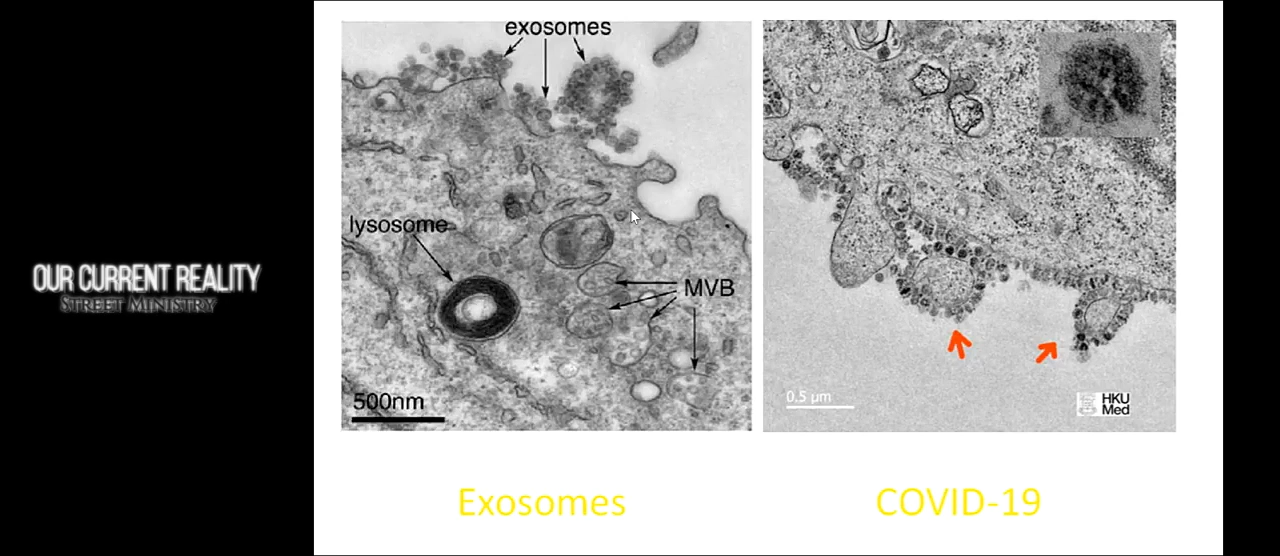 OUR CURRENT REALITY
STREET MINISTRY
exosomes
lysosome
MVB
500nm
0.5 µm
HKU
Med
Exosomes
COVID-19